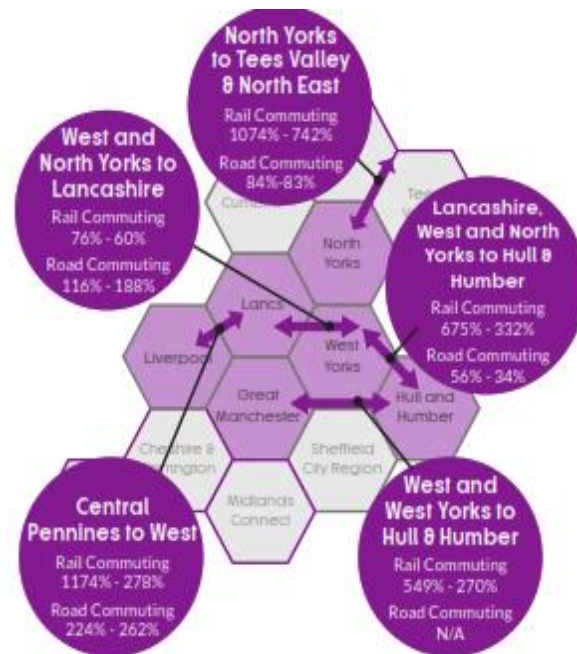 North Yorks
to Tees Valley
& North East
Rail Commuting
1074% - 742%
Road Commuting
84%-83%
West and
North Yorks to
Lancashire
Rail Commuting
76% - 60%
Road Commuting
116% - 188%
Lancashire,
West and North
Yorks to Hull &
Humber
Rail Commuting
675% - 332%
Road Commuting
56% - 34%
North
Yorks
Lancs
Liverpool
West
Yorks
Great
Manchester
Hull and
Humber
Cheshire &
Sheffield
City Region
Midlands
Connect
Central
Pennines to West
Rail Commuting
1174% - 278%
Road Commuting
224% - 262%
West and
West Yorks to
Hull & Humber
Rail Commuting
549% - 270%
Road Commuting
N/A